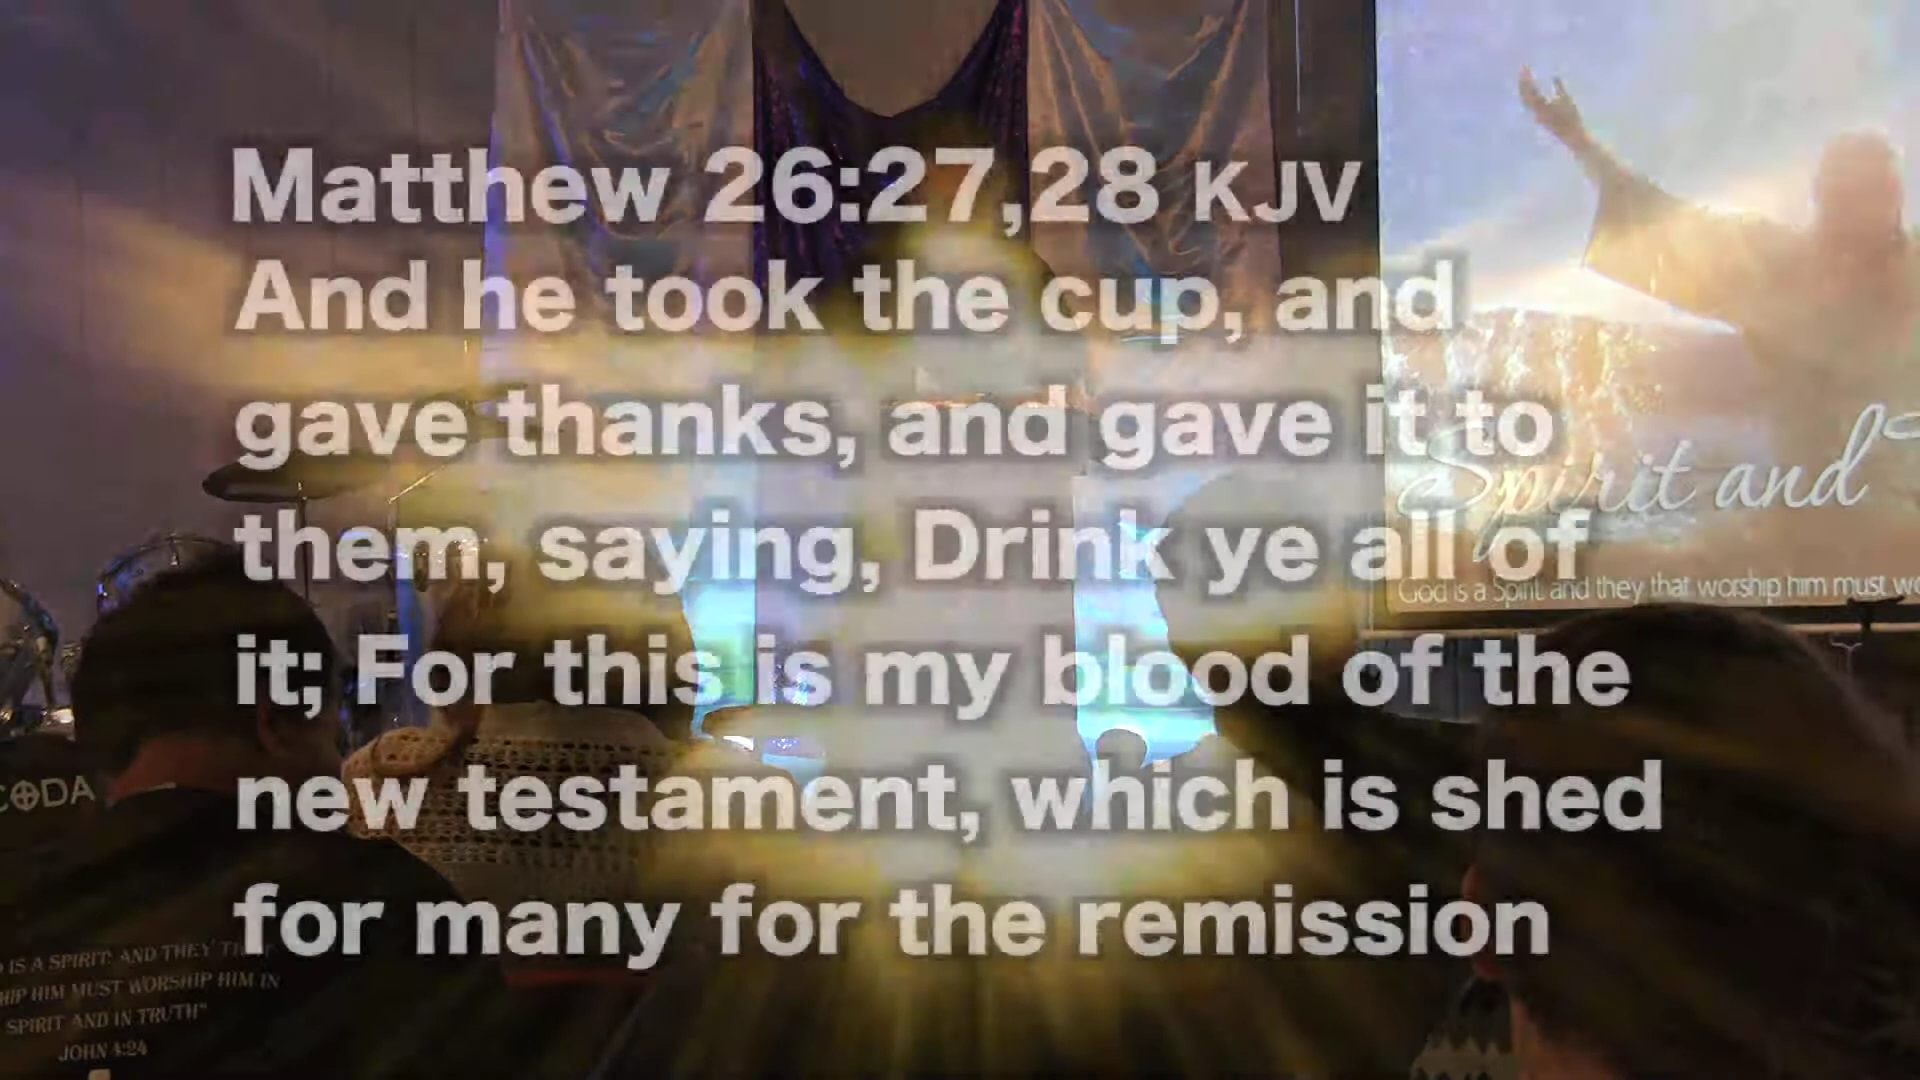 Matthew 26:27,28 KJV
And he took the cup, and
gave thanks, and gave it to
them, saying, Drink ye all of
it; For this is my blood of the
new testament, which is shed
for many for the remission
Spirit and
God is a Spirit and they that worship him must
CODA
IS A SPIRIT: AND THEY
HIM MUST WORSHIP HIM IN
SPIRIT AND IN TRUTH"
JOHN 4:24